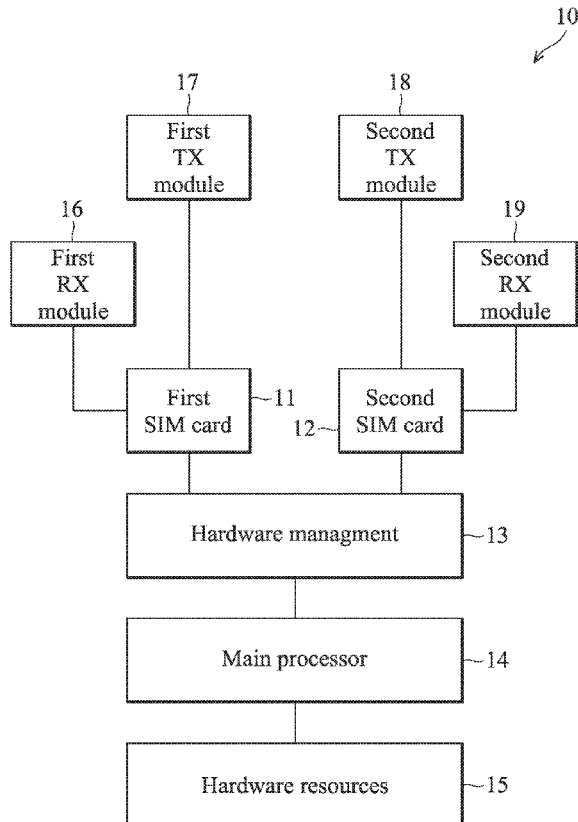 10
17
18
First
TX
module
Second
TX
module
16
19
First
RX
module
Second
RX
module
First
SIM card
11
Second
SIM card
12
Hardware managment
13
Main processor
14
Hardware resources
15